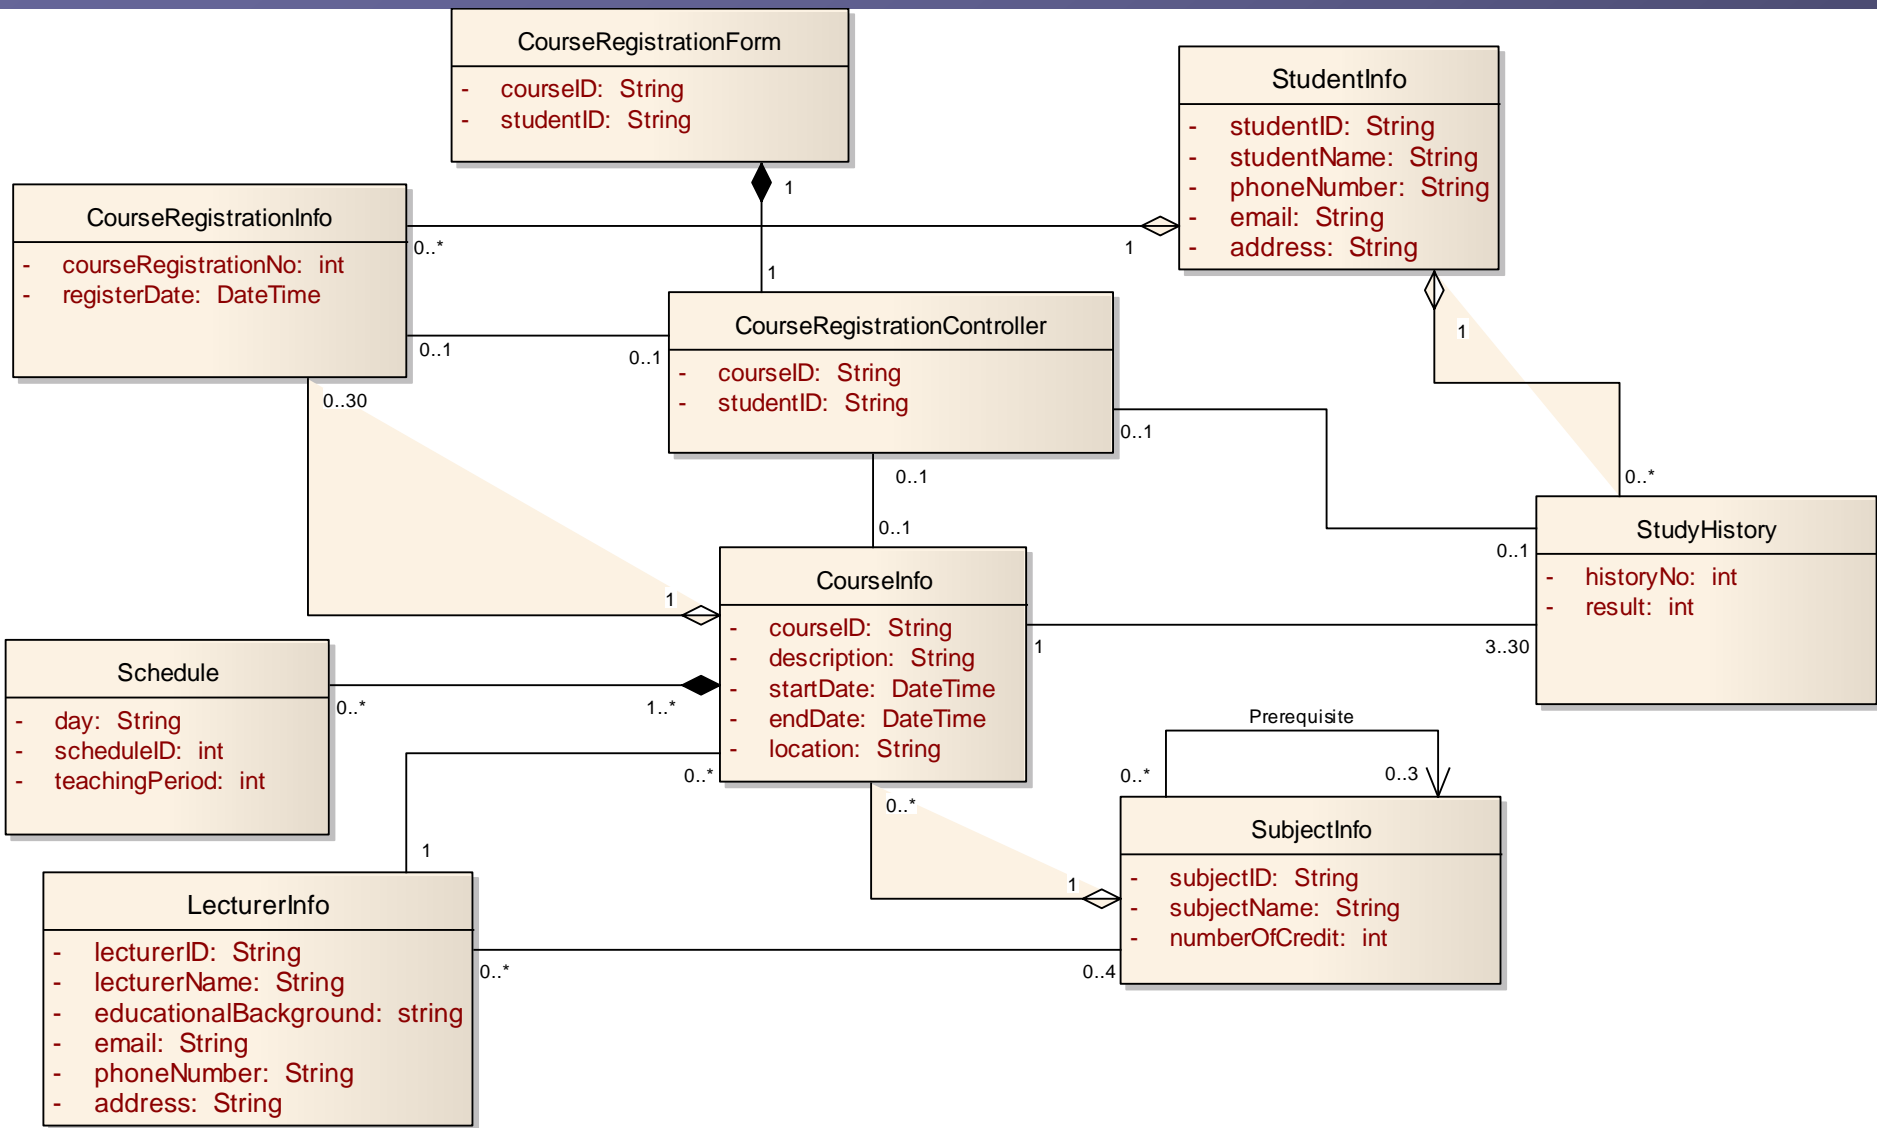 CourseRegistrationForm
- courseID: String
- studentID: String
1
1
StudentInfo
- studentID: String
- studentName: String
- phoneNumber: String
- email: String
- address: String
1
1
CourseRegistrationInfo
- courseRegistrationNo: int
- registerDate: DateTime
0..*
0..1
0..30
CourseRegistrationController
- courseID: String
- studentID: String
0..1
0..1
0..1
StudyHistory
- historyNo: int
- result: int
0..*
0..1
3..30
CourseInfo
- courseID: String
- description: String
- startDate: DateTime
- endDate: DateTime
- location: String
0..1
1
1
1..*
0..*
0..*
Schedule
- day: String
- scheduleID: int
- teachingPeriod: int
0..*
Prerequisite
0..*
0..3
SubjectInfo
- subjectID: String
- subjectName: String
- numberOfCredit: int
1
0..4
LecturerInfo
- lecturerID: String
- lecturerName: String
- educationalBackground: string
- email: String
- phoneNumber: String
- address: String
1
0..*